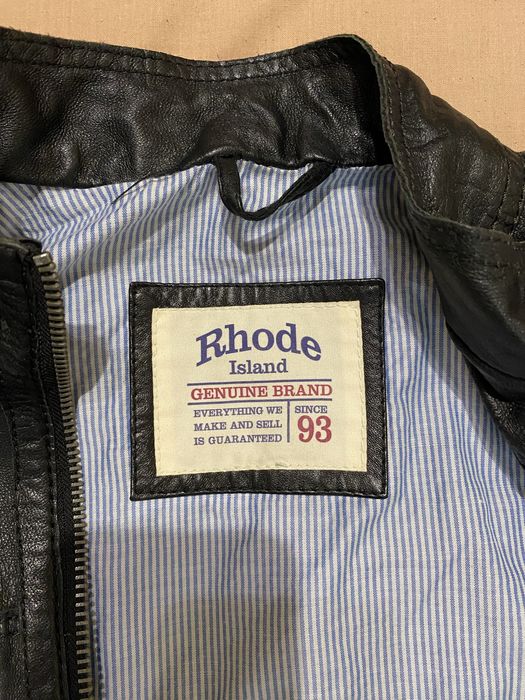 Rhode
Island
GENUINE BRAND
EVERYTHING WE
MAKE AND SELL
IS GUARANTEED
SINCE
93